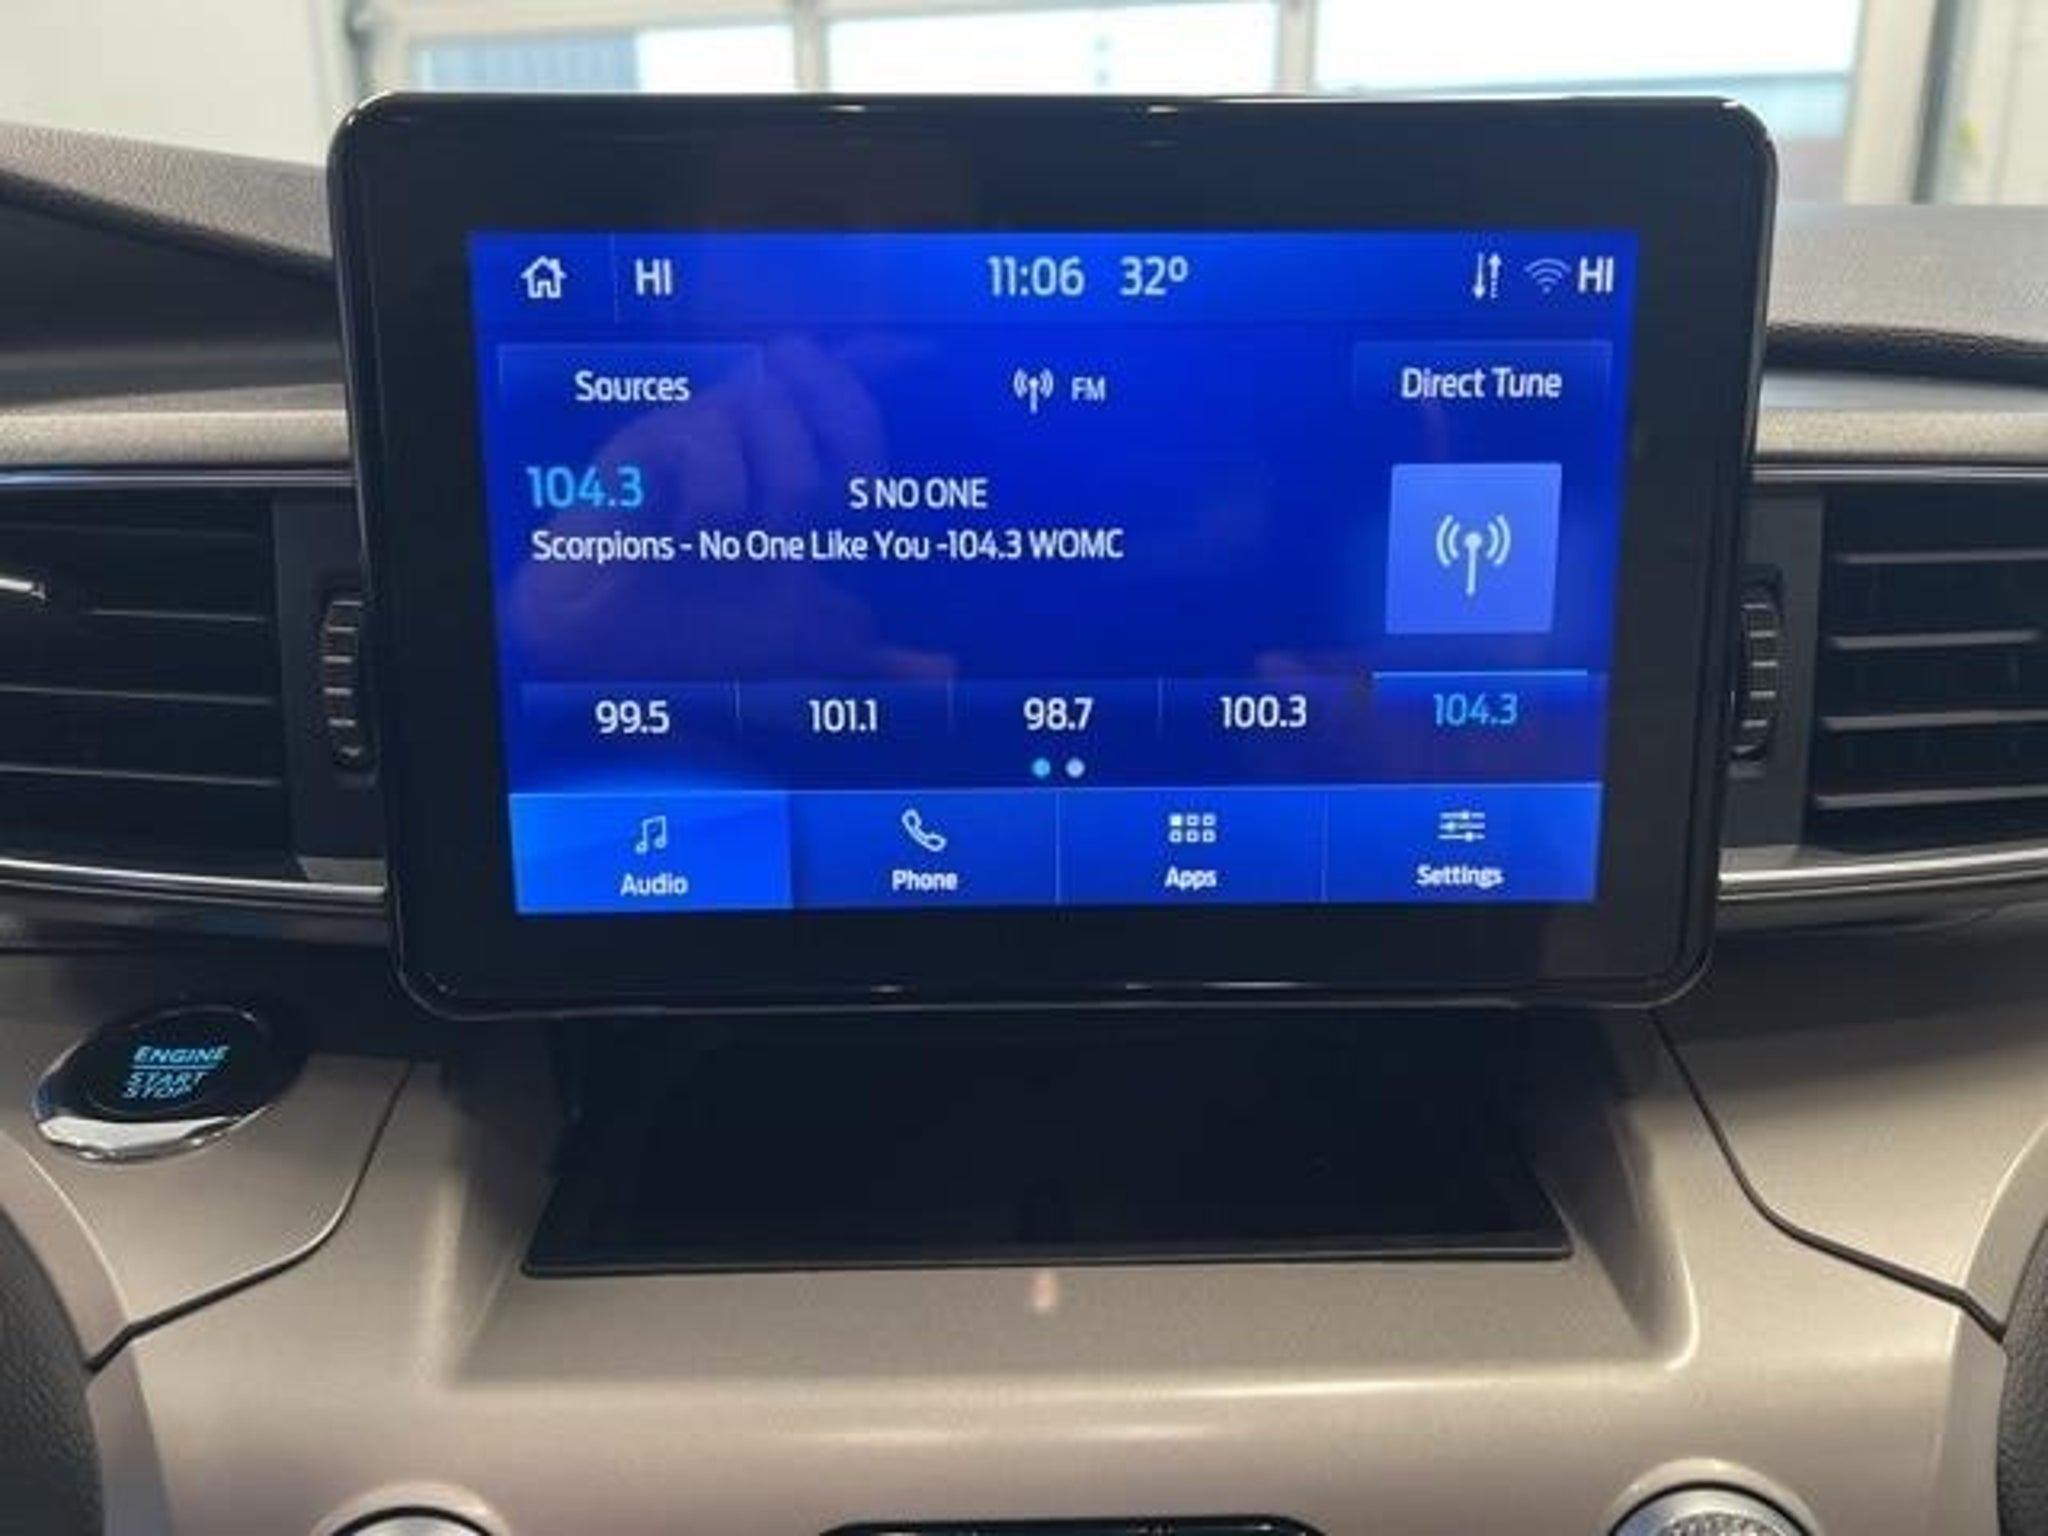 HI 11:06 32º HI
Sources FM Direct Tune
104.3 S NO ONE
Scorpions - No One Like You -104.3 WOMC
99.5 101.1 98.7 100.3 104.3
Audio Phone Apps Settings
ENGINE
START
STOP